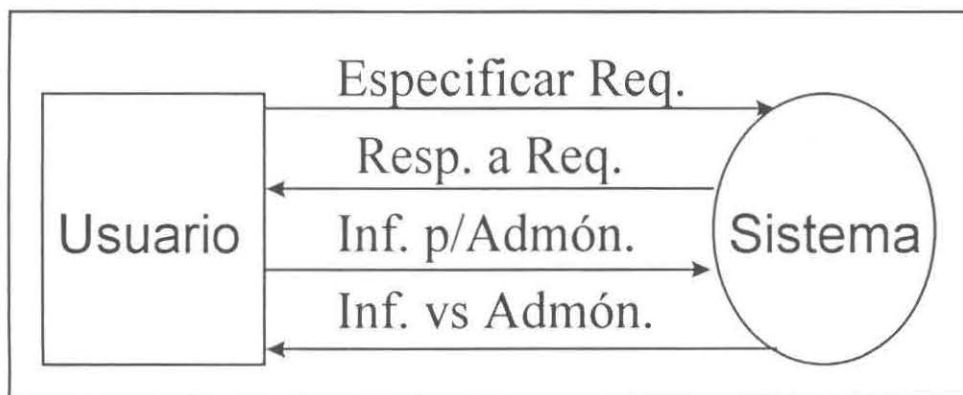 Especificar Req.
Resp. a Req.
Usuario
Inf. p/Admón.
Sistema
Inf. vs Admón.